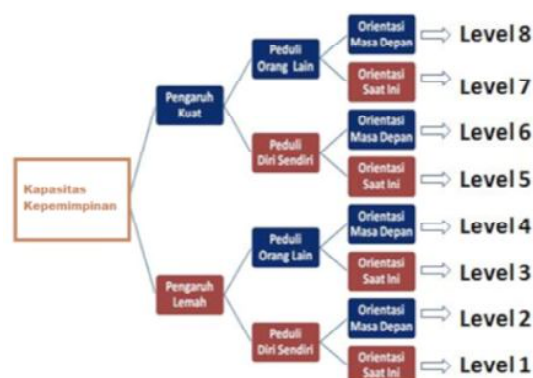 Kapasitas
Kepemimpinan
Pengaruh
Kuat
Peduli
Orang Lain
Orientasi
Masa Depan
Level 8
Orientasi
Saat Ini
Level 7
Peduli
Diri Sendiri
Orientasi
Masa Depan
Level 6
Orientasi
Saat Ini
Level 5
Pengaruh
Lemah
Peduli
Orang Lain
Orientasi
Masa Depan
Level 4
Orientasi
Saat Ini
Level 3
Peduli
Diri Sendiri
Orientasi
Masa Depan
Level 2
Orientasi
Saat Ini
Level 1